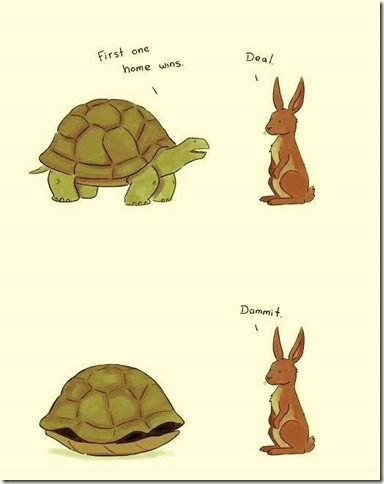 First one
home wins.
Deal.
Dammit.